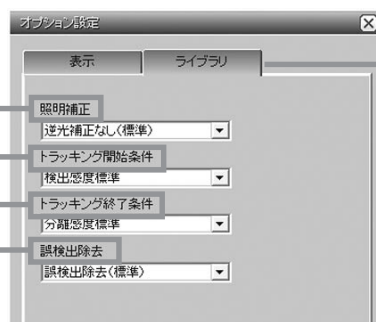 オプション設定
表示
ライブラリ
照明補正
逆光補正なし(標準)
トラッキング開始条件
検出感度標準
トラッキング終了条件
分離感度標準
誤検出除去
誤検出除去(標準)